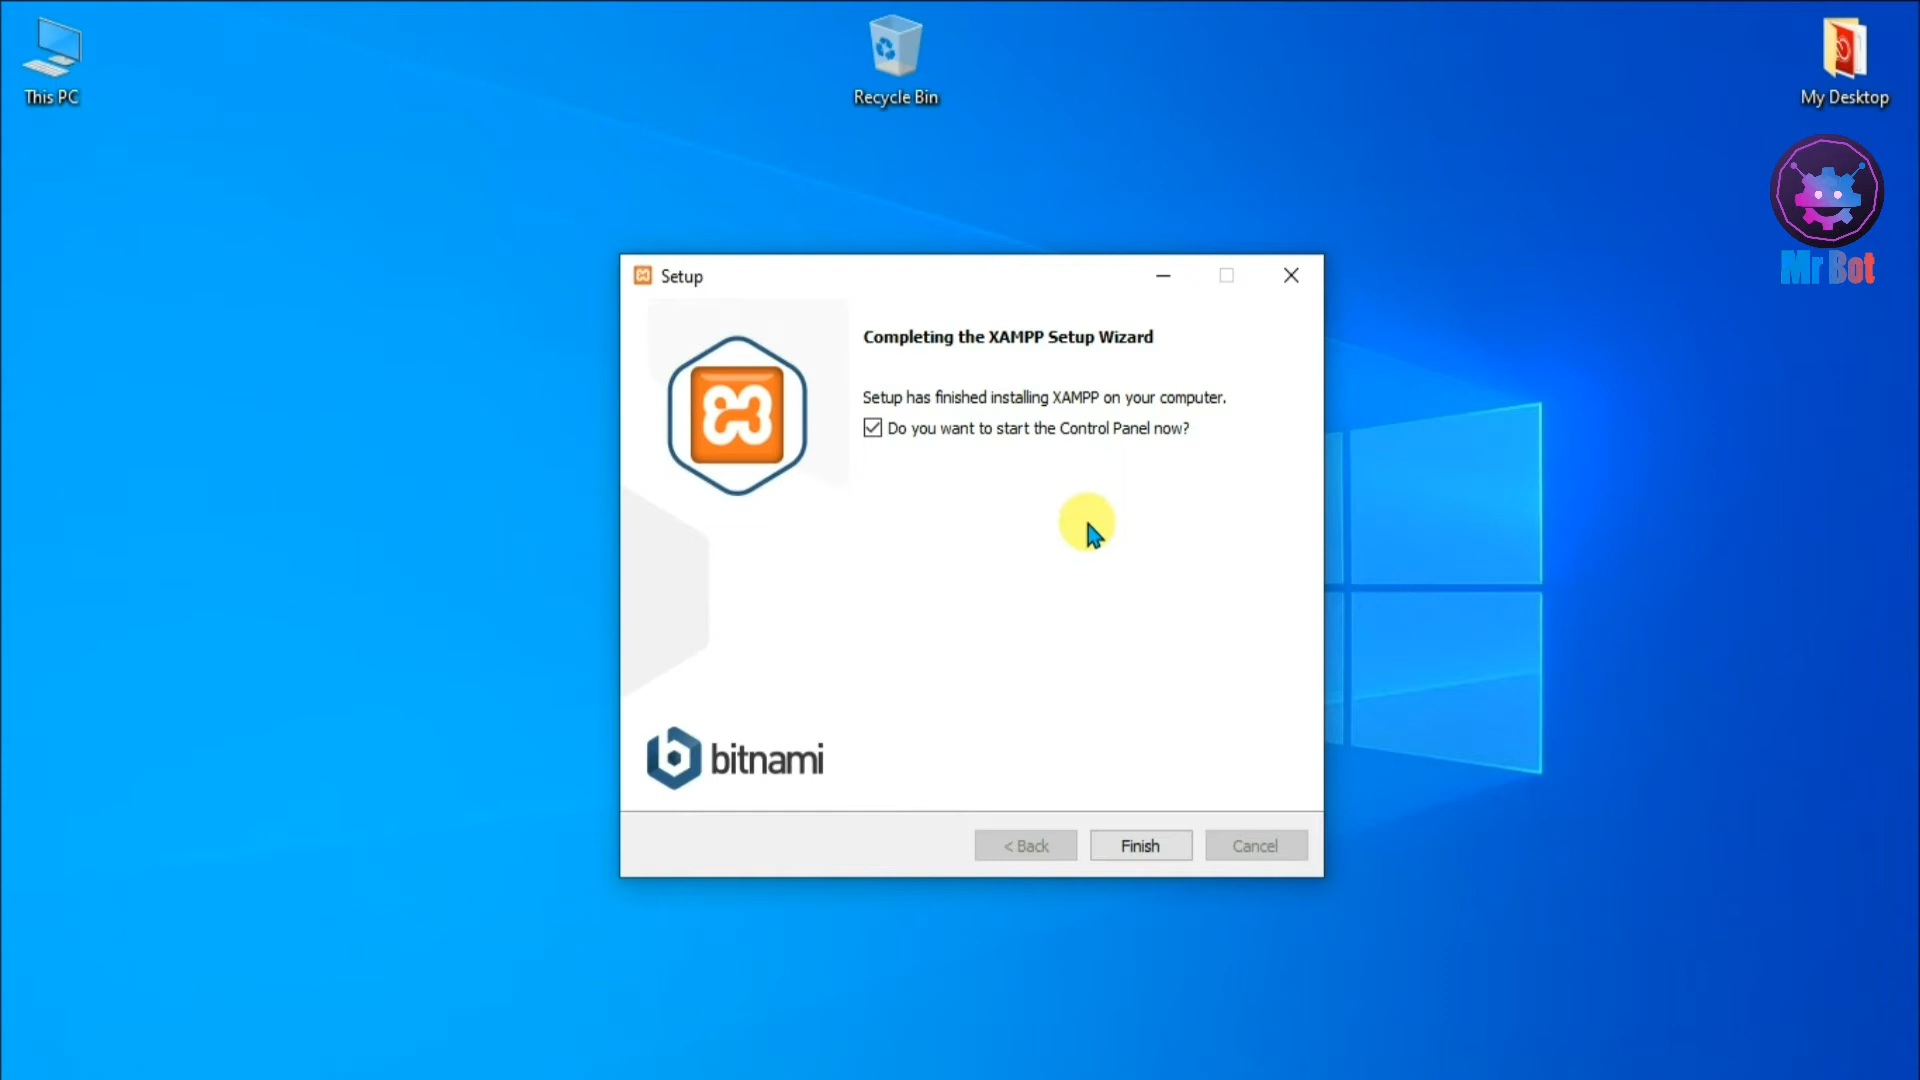 This PC
Recycle Bin
My Desktop
Mr Bot
Setup
Completing the XAMPP Setup Wizard
Setup has finished installing XAMPP on your computer.
Do you want to start the Control Panel now?
bitnami
< Back
Finish
Cancel